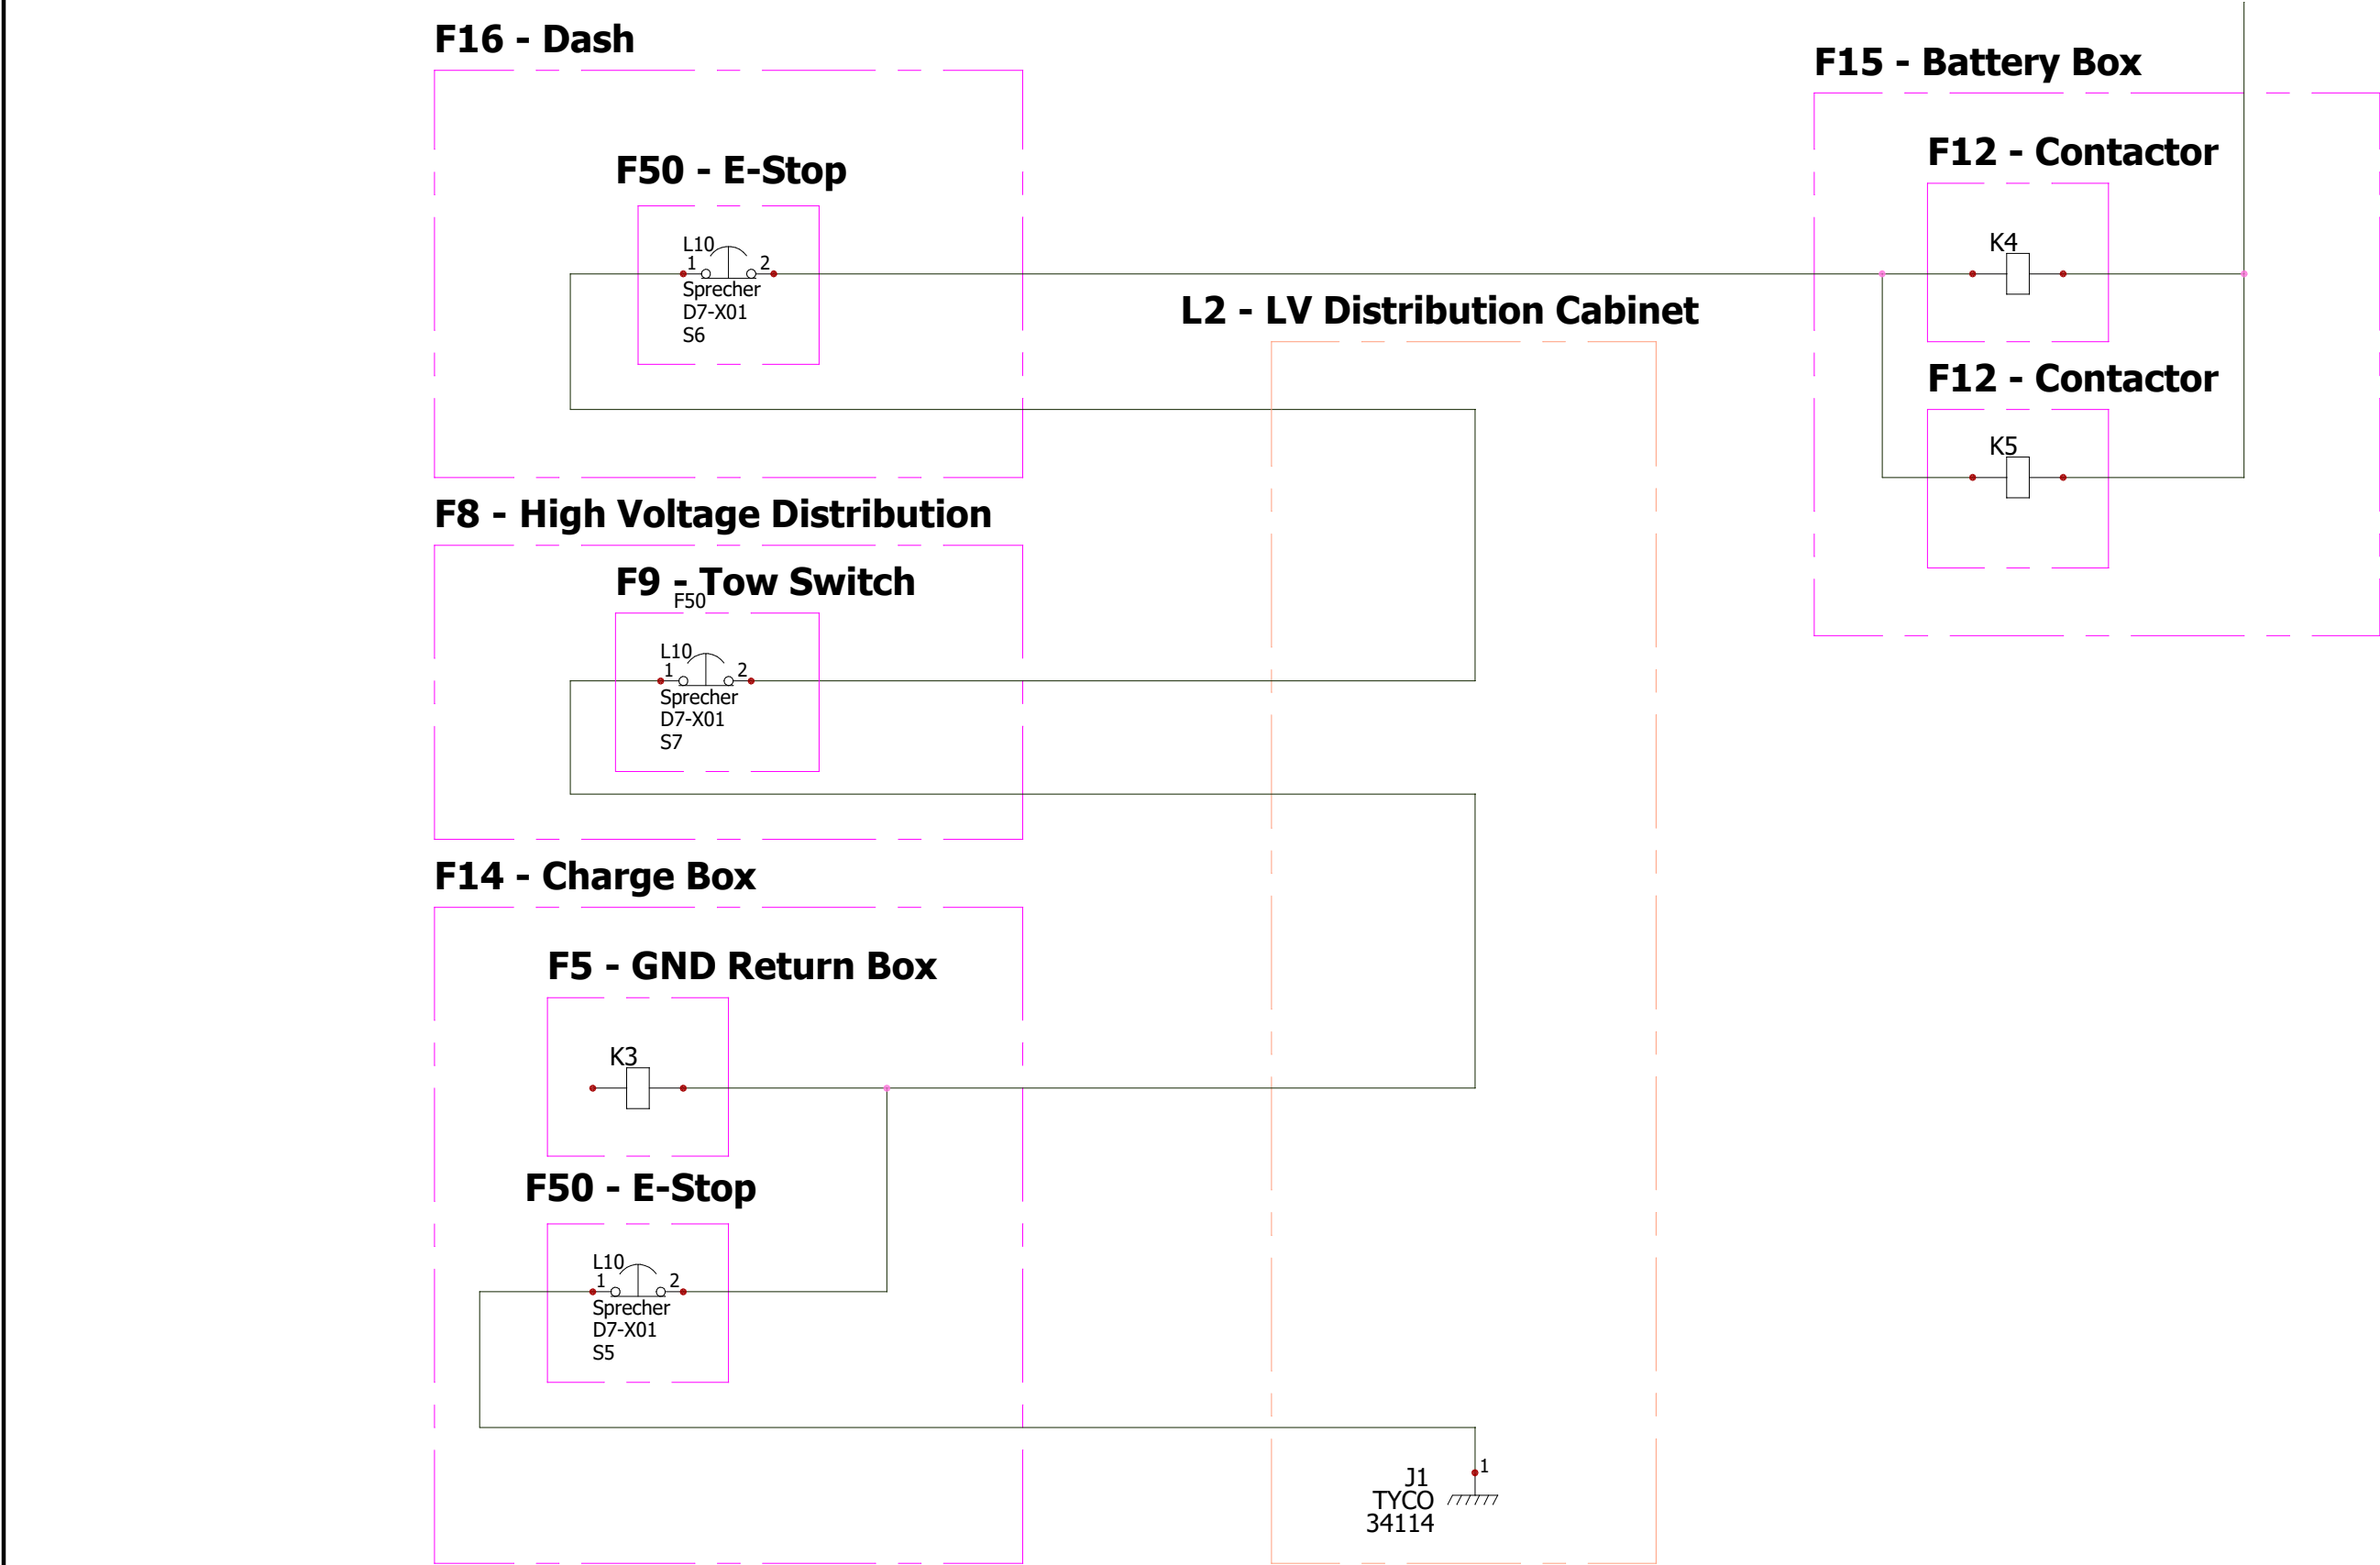 F16 - Dash
F50 - E-Stop
L10
1 2
Sprecher
D7-X01
S6
F15 - Battery Box
F12 - Contactor
K4
F12 - Contactor
K5
L2 - LV Distribution Cabinet
F8 - High Voltage Distribution
F9 - Tow Switch
F50
L10
1 2
Sprecher
D7-X01
S7
F14 - Charge Box
F5 - GND Return Box
K3
F50 - E-Stop
L10
1 2
Sprecher
D7-X01
S5
1
J1
TYCO
34114